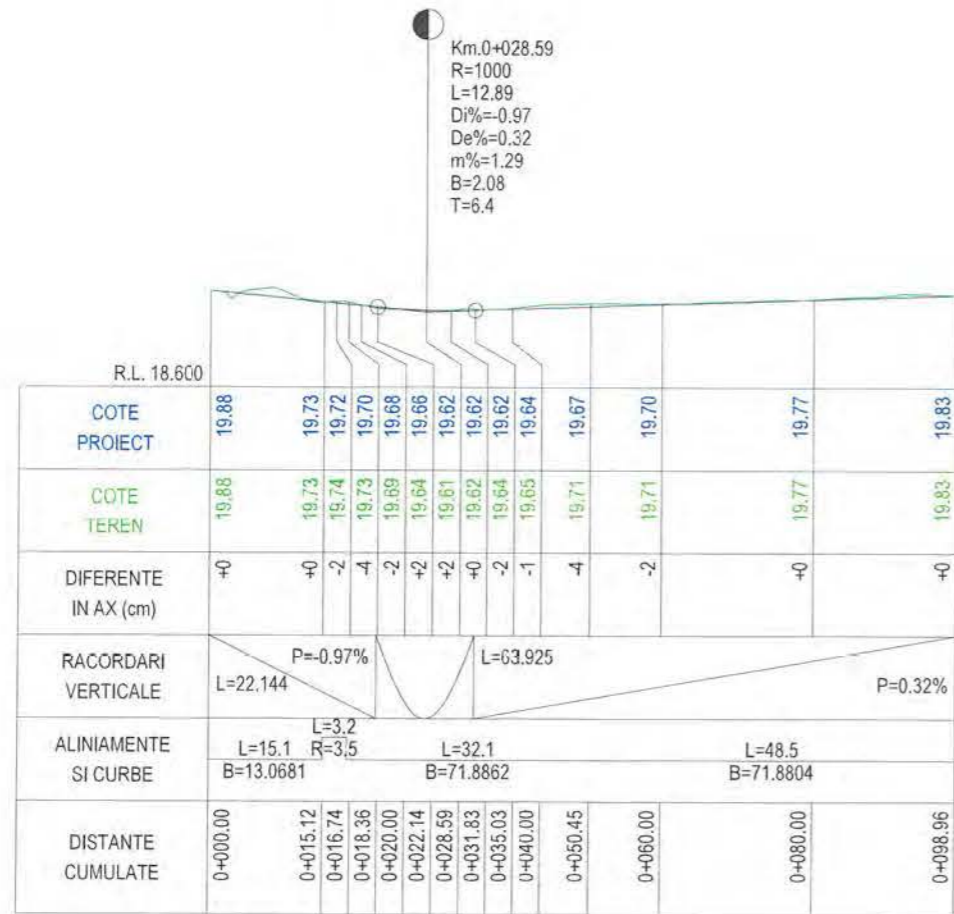 Km.0+028.59
R=1000
L=12.89
Di%=-0.97
De%=0.32
m%=1.29
B=2.08
T=6.4
R.L. 18.600
COTE
PROIECT
19.88 19.73 19.72 19.70 19.68 19.66 19.62 19.62 19.62 19.64 19.67 19.70 19.77 19.83
COTE
TEREN
19.88 19.73 19.74 19.73 19.69 19.64 19.61 19.62 19.64 19.65 19.71 19.71 19.77 19.83
DIFERENTE
IN AX (cm)
+0 +0 -2 -4 -2 +2 +2 +0 -2 -1 -4 -2 +0 +0
RACORDARI
VERTICALE
P=-0.97% L=63.925
L=22.144 P=0.32%
ALINIAMENTE
SI CURBE
L=3.2
L=15.1 R=3.5 L=32.1 L=48.5
B=13.0681 B=71.8862 B=71.8804
DISTANTE
CUMULATE
0+000.00 0+015.12 0+016.74 0+018.36 0+020.00 0+022.14 0+028.59 0+031.83 0+035.03 0+040.00 0+050.45 0+060.00 0+080.00 0+098.96